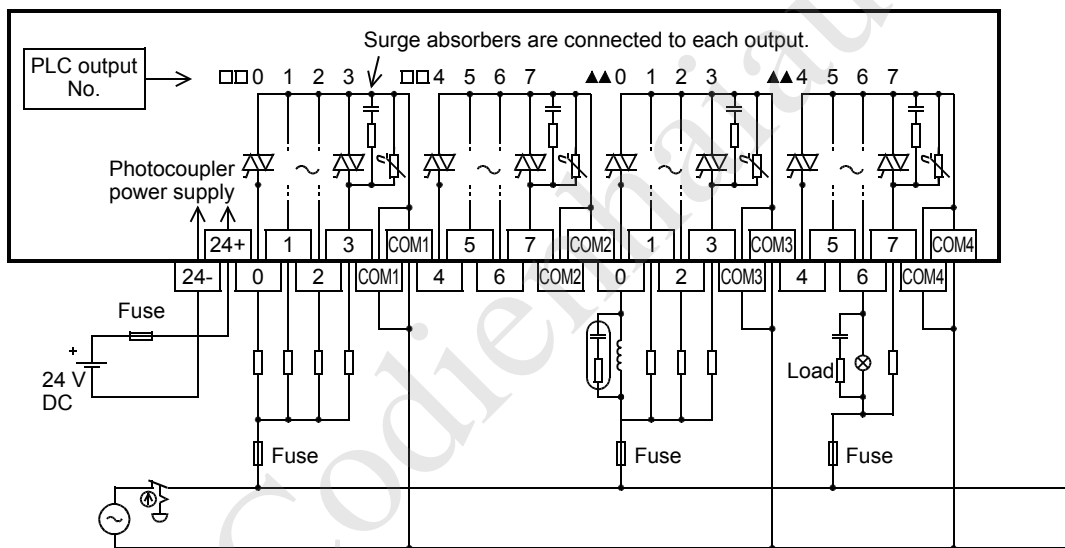 Surge absorbers are connected to each output.
PLC output
No.
□□0 1 2 3 □□4 5 6 7 ▲▲0 1 2 3 ▲▲4 5 6 7
Photocoupler
power supply
24+ 1 3 COM1 5 7 COM2 1 3 COM3 5 7 COM4
24- 0 2 COM1 4 6 COM2 0 2 COM3 4 6 COM4
Fuse
+
24 V
DC
Load
Fuse Fuse Fuse